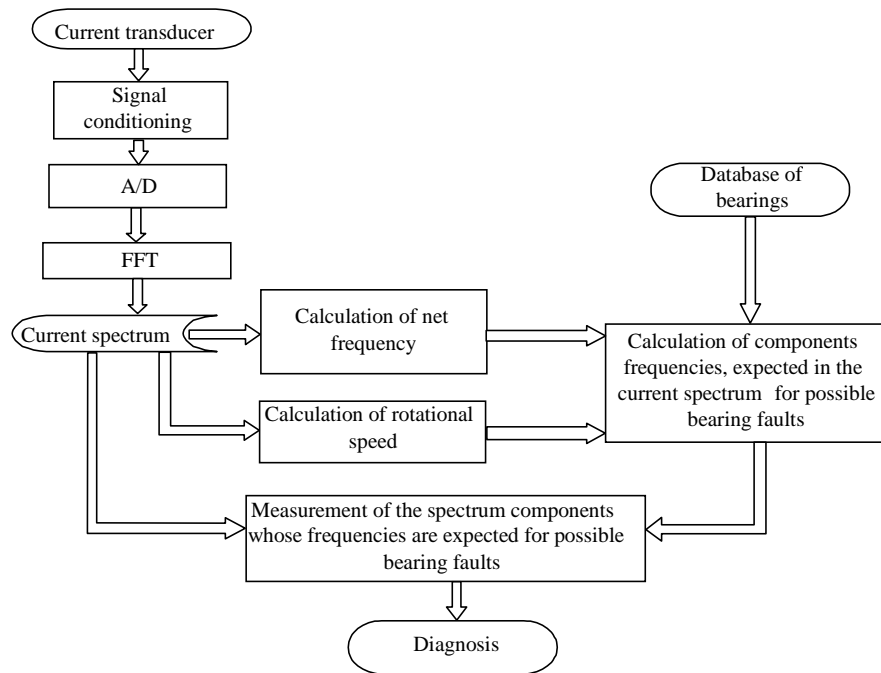 Current transducer
Signal
conditioning
A/D
Database of
bearings
FFT
Current spectrum
Calculation of net
frequency
Calculation of components
frequencies, expected in the
current spectrum for possible
bearing faults
Calculation of rotational
speed
Measurement of the spectrum components
whose frequencies are expected for possible
bearing faults
Diagnosis